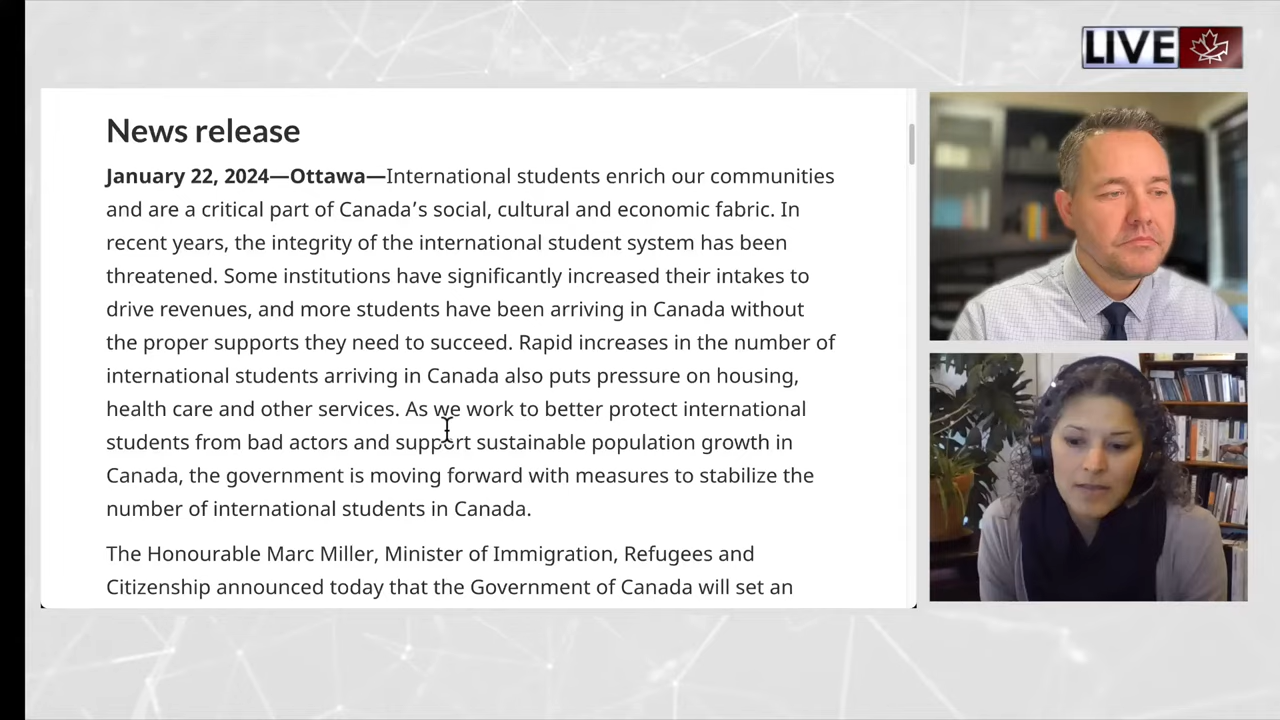 LIVE
News release
January 22, 2024—Ottawa—International students enrich our communities
and are a critical part of Canada's social, cultural and economic fabric. In
recent years, the integrity of the international student system has been
threatened. Some institutions have significantly increased their intakes to
drive revenues, and more students have been arriving in Canada without
the proper supports they need to succeed. Rapid increases in the number of
international students arriving in Canada also puts pressure on housing,
health care and other services. As we work to better protect international
students from bad actors and support sustainable population growth in
Canada, the government is moving forward with measures to stabilize the
number of international students in Canada.
The Honourable Marc Miller, Minister of Immigration, Refugees and
Citizenship announced today that the Government of Canada will set an